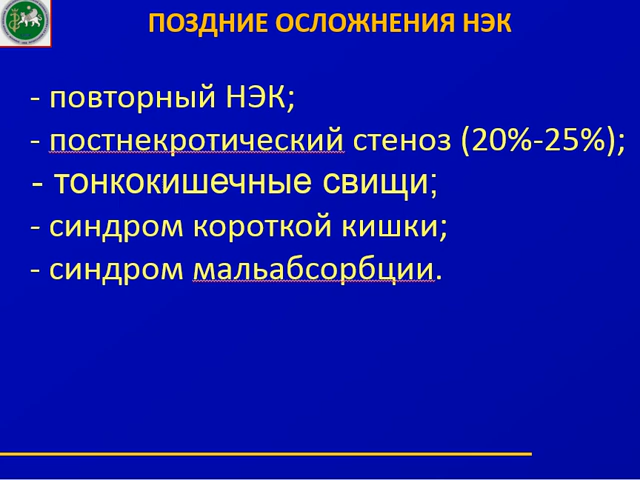 ПОЗДНИЕ ОСЛОЖНЕНИЯ НЭК
- повторный НЭК;
- постнекротический стеноз (20%-25%);
- тонкокишечные свищи;
- синдром короткой кишки;
- синдром мальабсорбции.